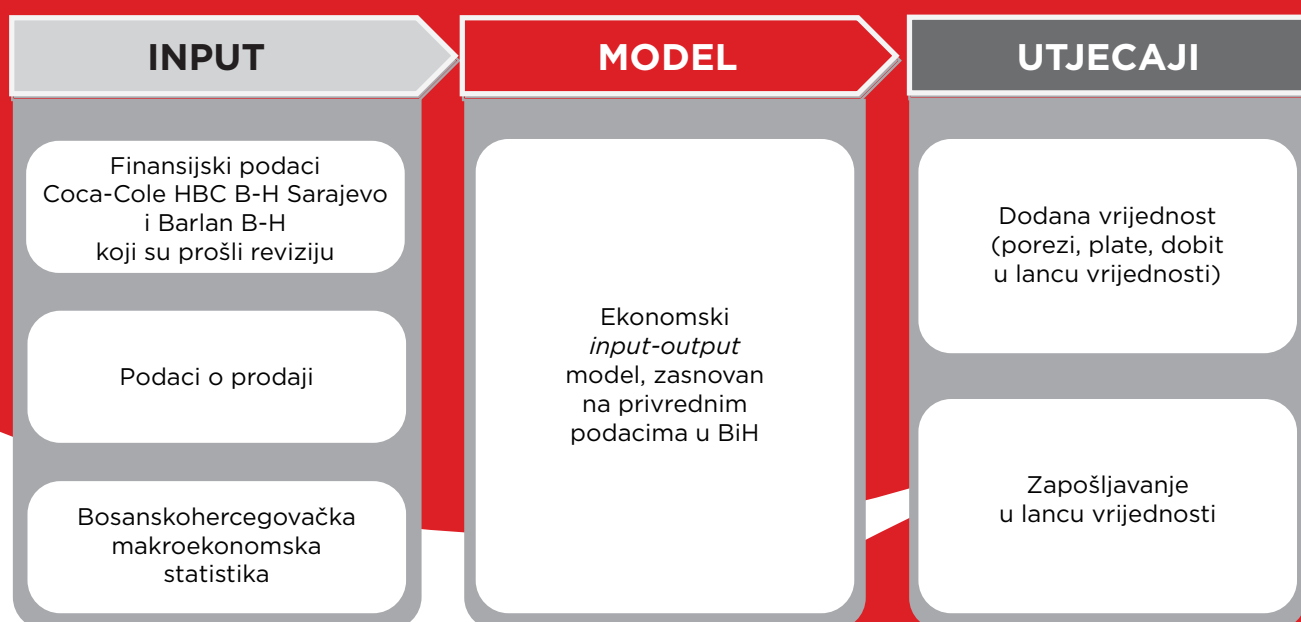 INPUT
Finansijski podaci
Coca-Cole HBC B-H Sarajevo
i Barlan B-H
koji su prošli reviziju
Podaci o prodaji
Bosanskohercegovačka
makroekonomska
statistika
MODEL
Ekonomski
input-output
model, zasnovan
na privrednim
podacima u BiH
UTJECAJI
Dodana vrijednost
(porezi, plate, dobit
u lancu vrijednosti)
Zapošljavanje
u lancu vrijednosti